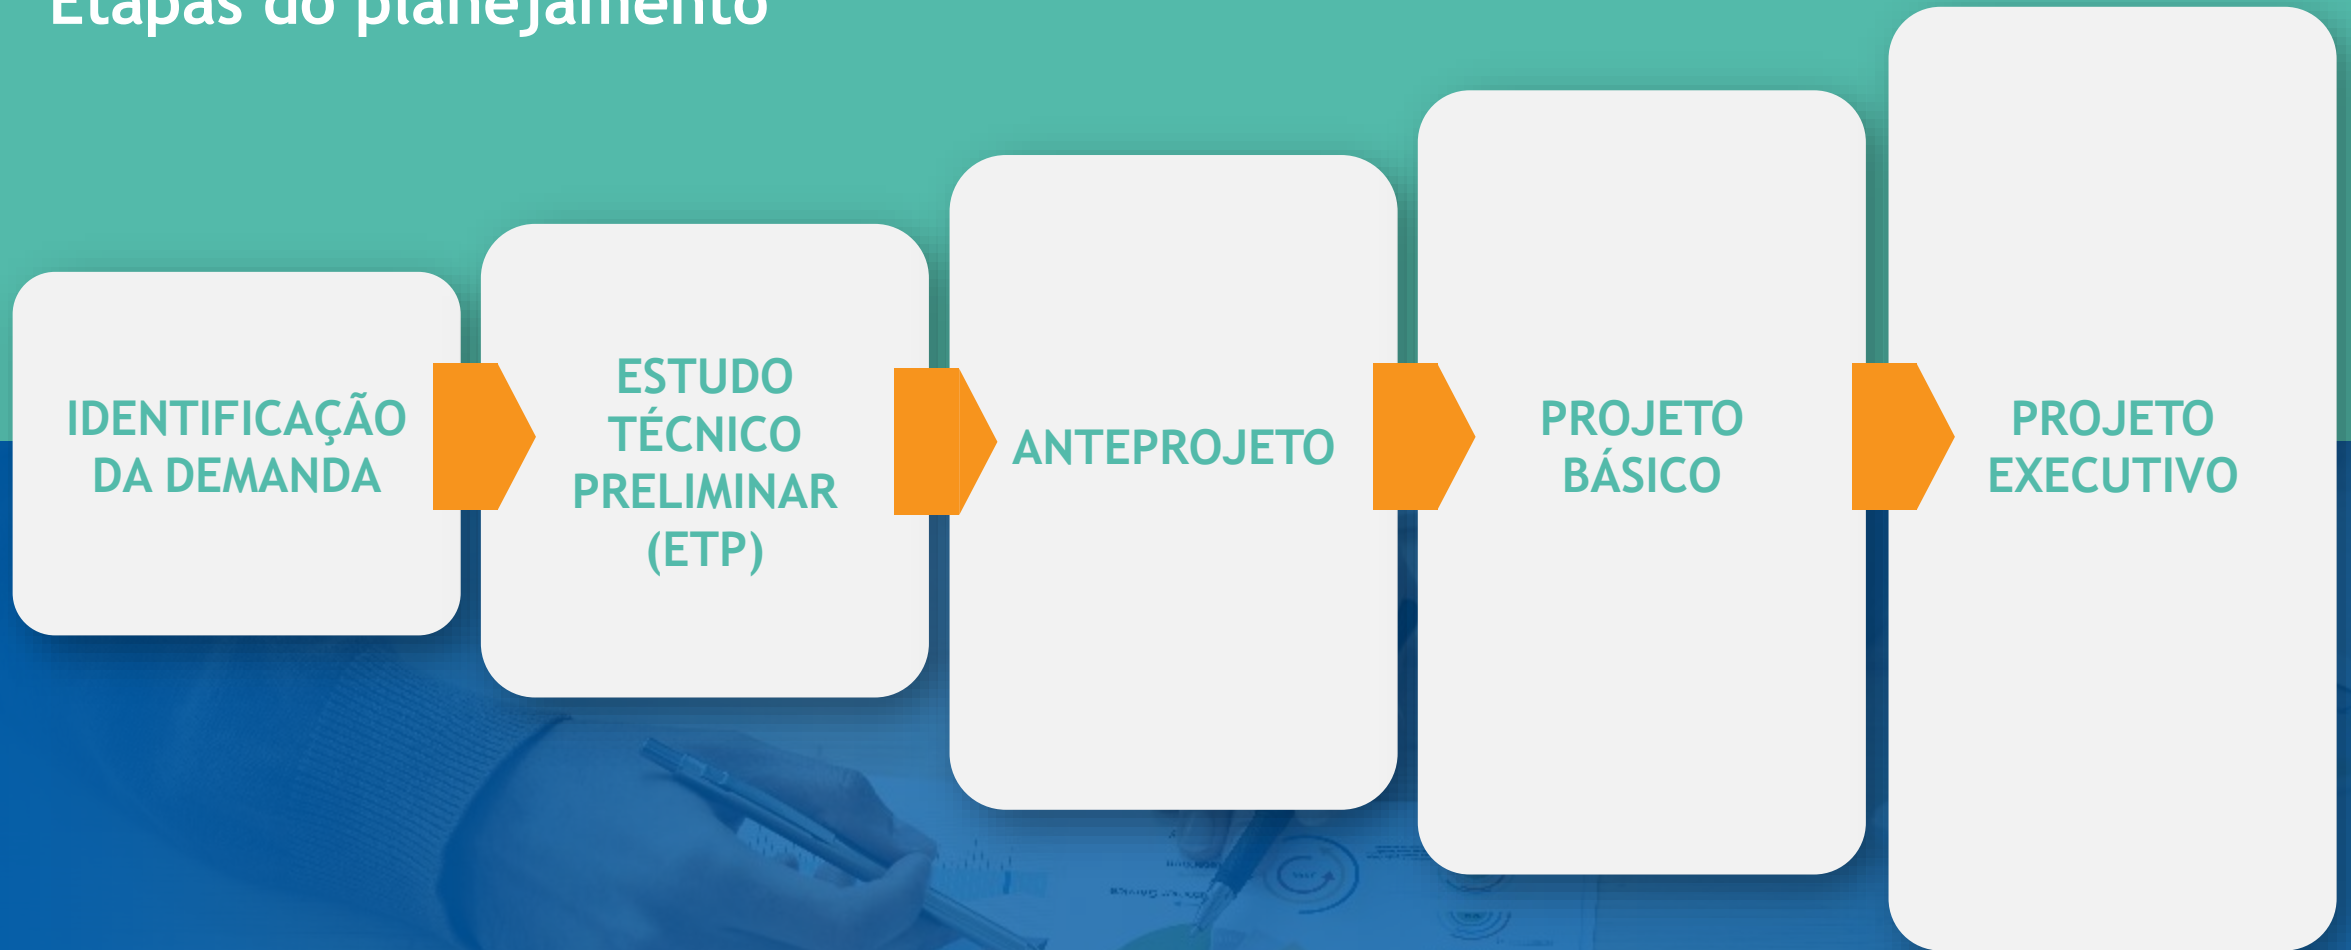 Etapas do planejamento
IDENTIFICAÇÃO
DA DEMANDA
ESTUDO
TÉCNICO
PRELIMINAR
(ETP)
ANTEPROJETO
PROJETO
BÁSICO
PROJETO
EXECUTIVO